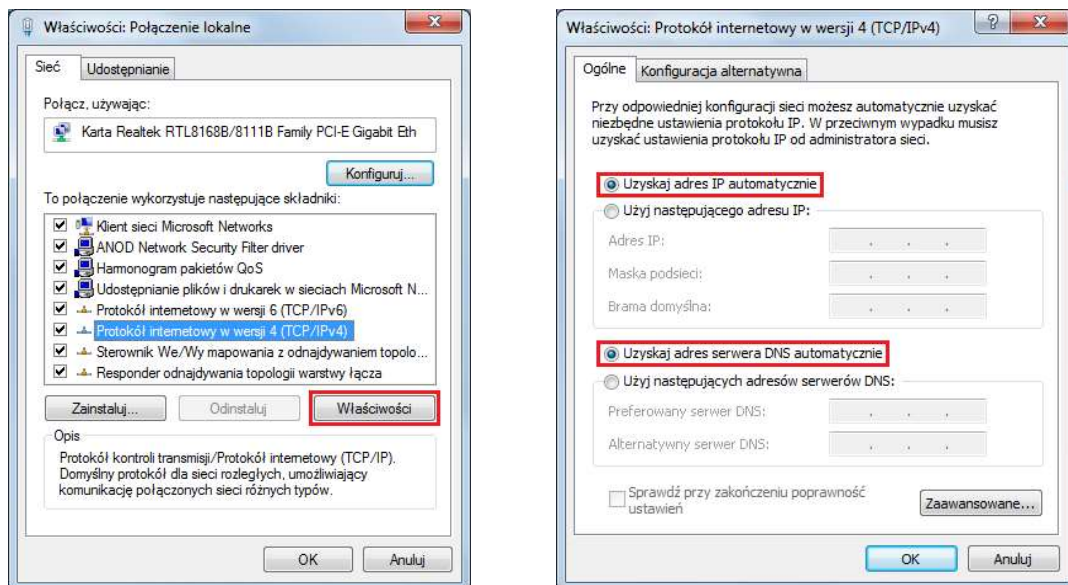 Właściwości: Połączenie lokalne
Sieć
Udostępnianie
Połącz, używając:
Karta Realtek RTL8168B/8111B Family PCI-E Gigabit Eth
Konfiguruj...
To połączenie wykorzystuje następujące składniki:
Klient sieci Microsoft Networks
ANOD Network Security Filter driver
Harmonogram pakietów QoS
Udostępnianie plików i drukarek w sieciach Microsoft N...
Protokół internetowy w wersji 6 (TCP/IPv6)
Protokół internetowy w wersji 4 (TCP/IPv4)
Sterownik We/Wy mapowania z odnajdywaniem topolo...
Responder odnajdywania topologii warstwy łącza
Zainstaluj...
Odinstaluj
Właściwości
Opis
Protokół kontroli transmisji/Protokół internetowy (TCP/IP).
Domyślny protokół dla sieci rozległych, umożliwiający
komunikację połączonych sieci różnych typów.
OK
Anuluj
Właściwości: Protokół internetowy w wersji 4 (TCP/IPv4)
Ogólne
Konfiguracja alternatywna
Przy odpowiedniej konfiguracji sieci możesz automatycznie uzyskać
niezbędne ustawienia protokołu IP. W przeciwnym wypadku musisz
uzyskać ustawienia protokołu IP od administratora sieci.
Uzyskaj adres IP automatycznie
Użyj następującego adresu IP:
Adres IP:
Maska podsieci:
Brama domyślna:
Uzyskaj adres serwera DNS automatycznie
Użyj następujących adresów serwerów DNS:
Preferowany serwer DNS:
Alternatywny serwer DNS:
Sprawdź przy zakończeniu poprawność
ustawień
Zaawansowane...
OK
Anuluj